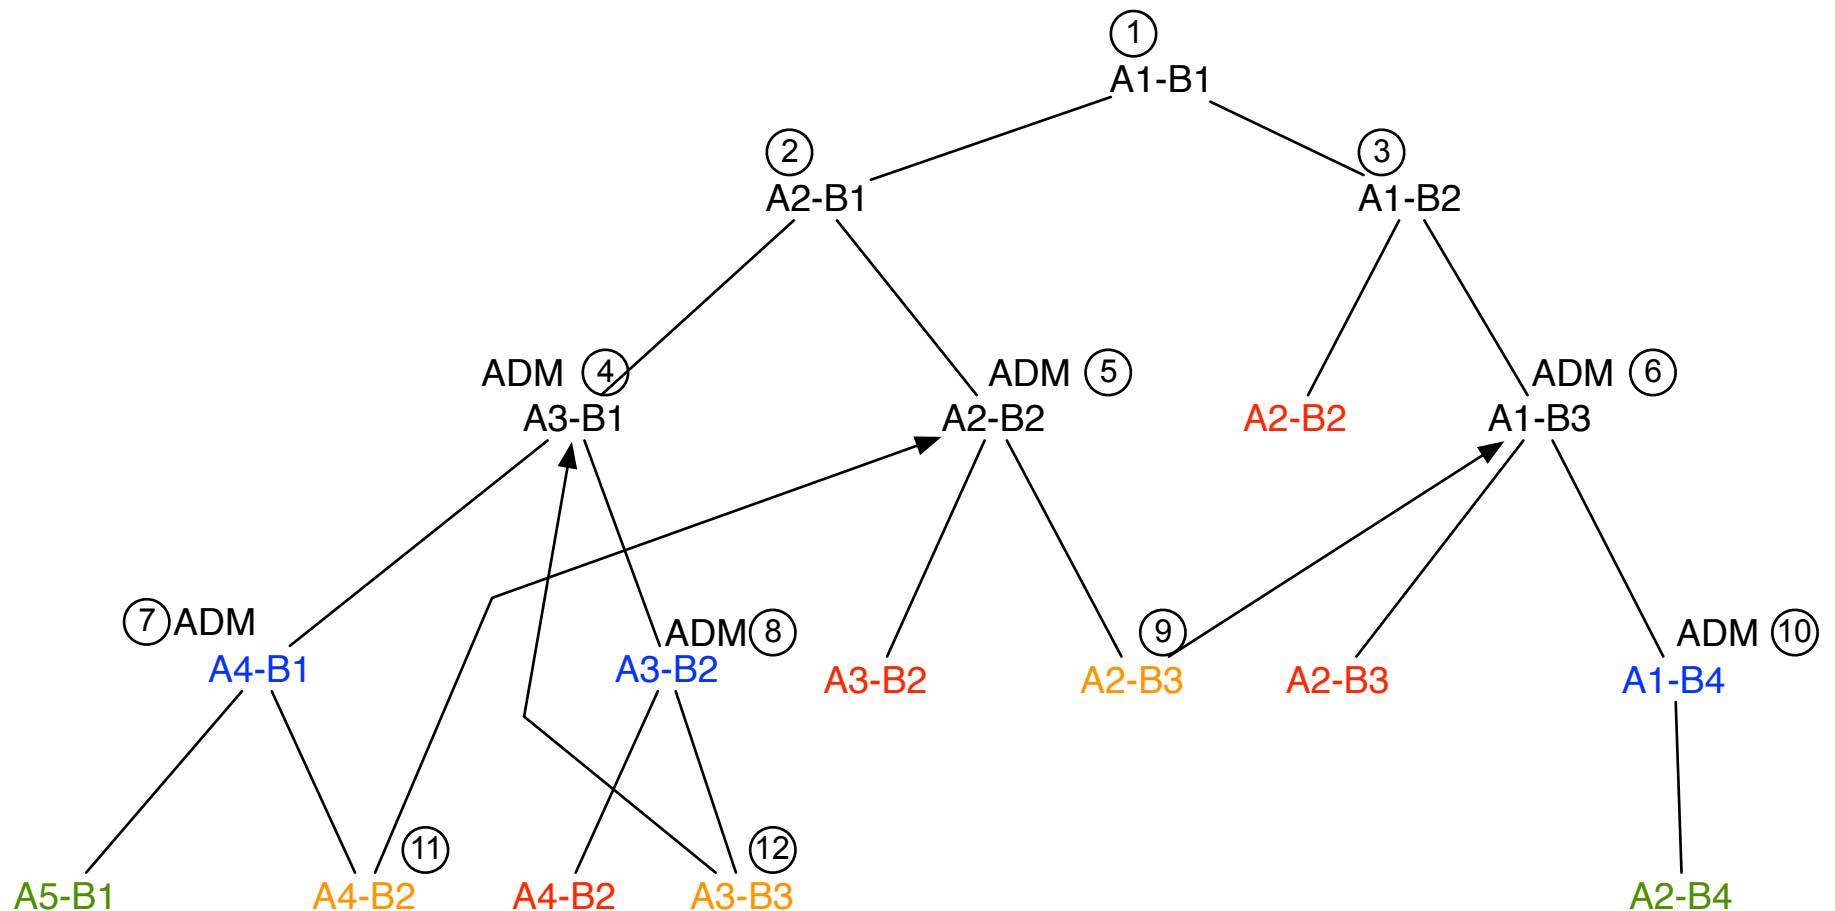 1
A1-B1
2
3
A2-B1
A1-B2
ADM 4
ADM 5
ADM 6
A3-B1
A2-B2
A2-B2
A1-B3
7 ADM
ADM 8
9
ADM 10
A4-B1
A3-B2
A3-B2
A2-B3
A2-B3
A1-B4
11
12
A5-B1
A4-B2
A4-B2
A3-B3
A2-B4